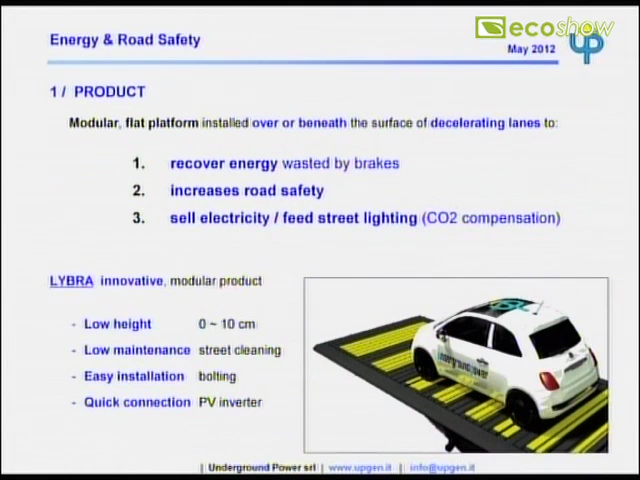 ecoshow
Energy & Road Safety
May 2012
up
1 / PRODUCT
Modular, flat platform installed over or beneath the surface of decelerating lanes to:
1. recover energy wasted by brakes
2. increases road safety
3. sell electricity / feed street lighting (CO2 compensation)
LYBRA innovative, modular product
- Low height 0 ~ 10 cm
- Low maintenance street cleaning
- Easy installation bolting
- Quick connection PV inverter
undergroundpower
| Underground Power srl | www.upgen.it | info@upgen.it